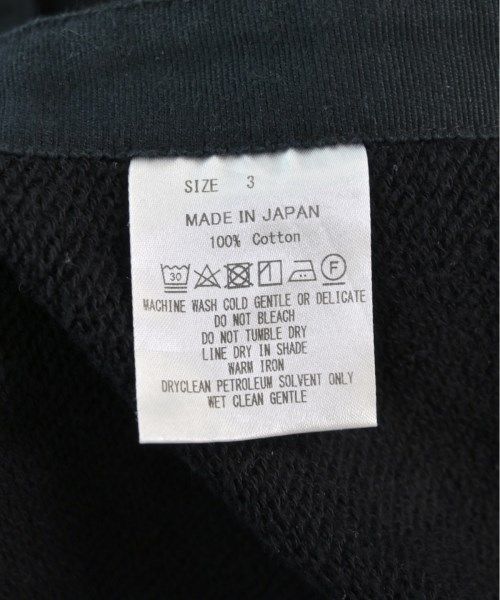 SIZE 3
MADE IN JAPAN
100% Cotton
30 F
MACHINE WASH COLD GENTLE OR DELICATE
DO NOT BLEACH
DO NOT TUMBLE DRY
LINE DRY IN SHADE
WARM IRON
DRYCLEAN PETROLEUM SOLVENT ONLY
WET CLEAN GENTLE